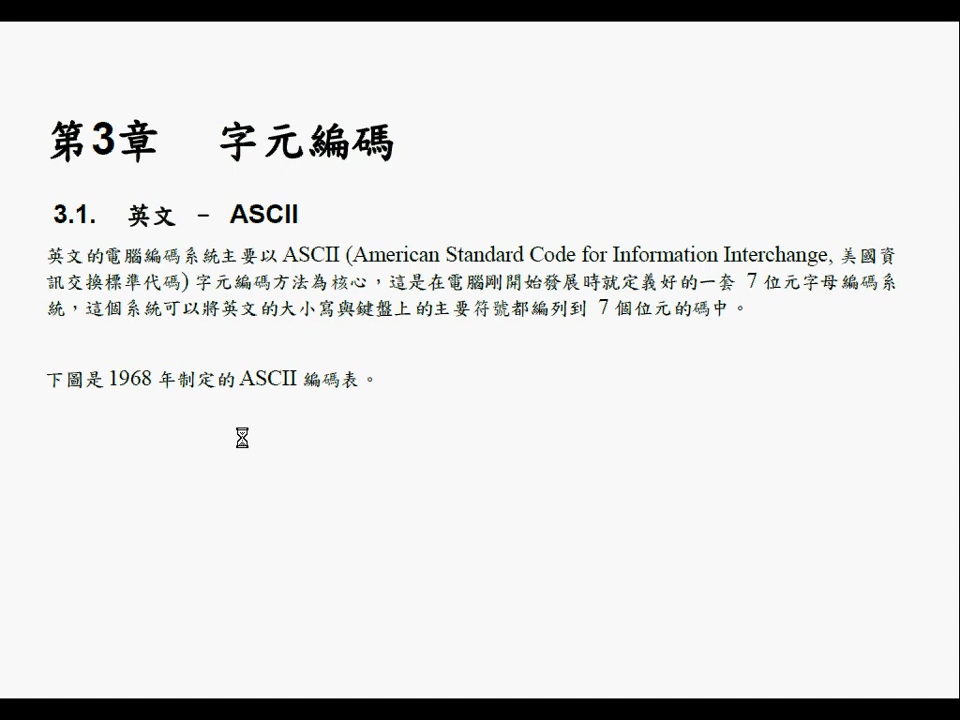 第3章 字元編碼
3.1. 英文 - ASCII
英文的電腦編碼系統主要以 ASCII (American Standard Code for Information Interchange, 美國資
訊交換標準代碼) 字元編碼方法為核心，這是在電腦剛開始發展時就定義好的一套 7 位元字母編碼系
統，這個系統可以將英文的大小寫與鍵盤上的主要符號都編列到 7 個位元的碼中。
下圖是 1968 年制定的 ASCII 編碼表。